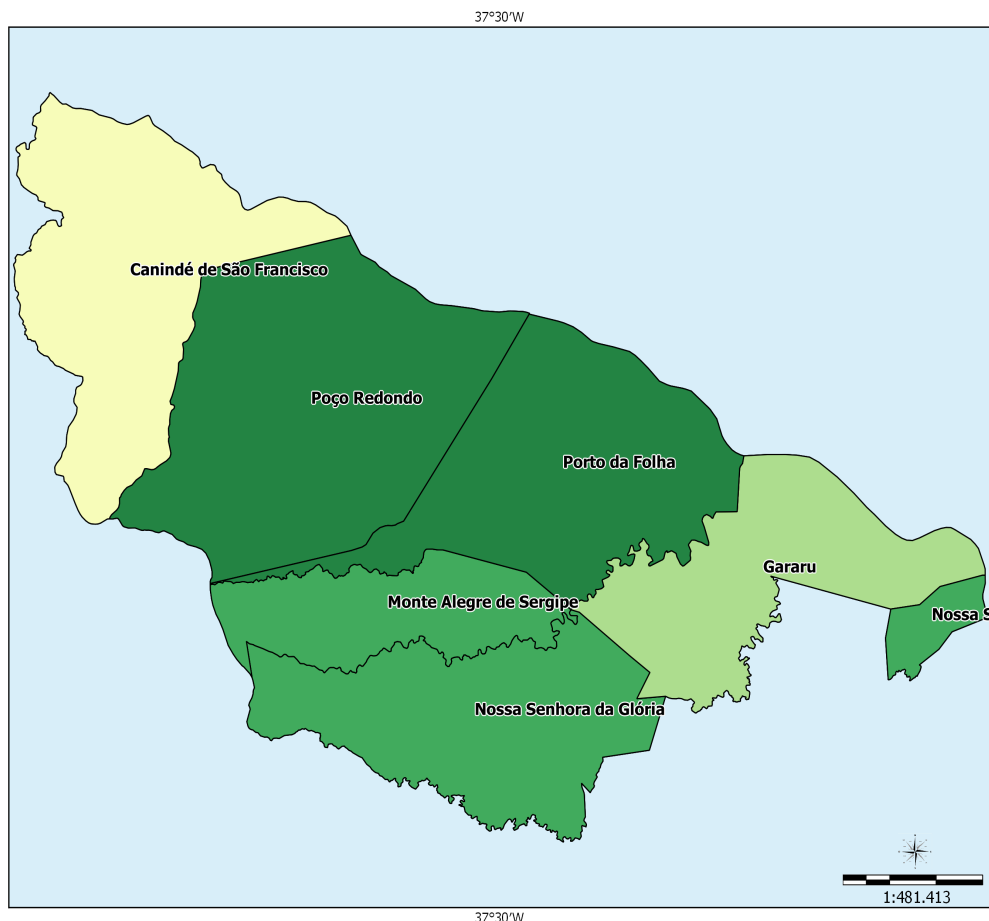 37°30'W
Canindé de São Francisco
Poço Redondo
Porto da Folha
Gararu
Monte Alegre de Sergipe
Nossa S
Nossa Senhora da Glória
1:481.413
37°30'W